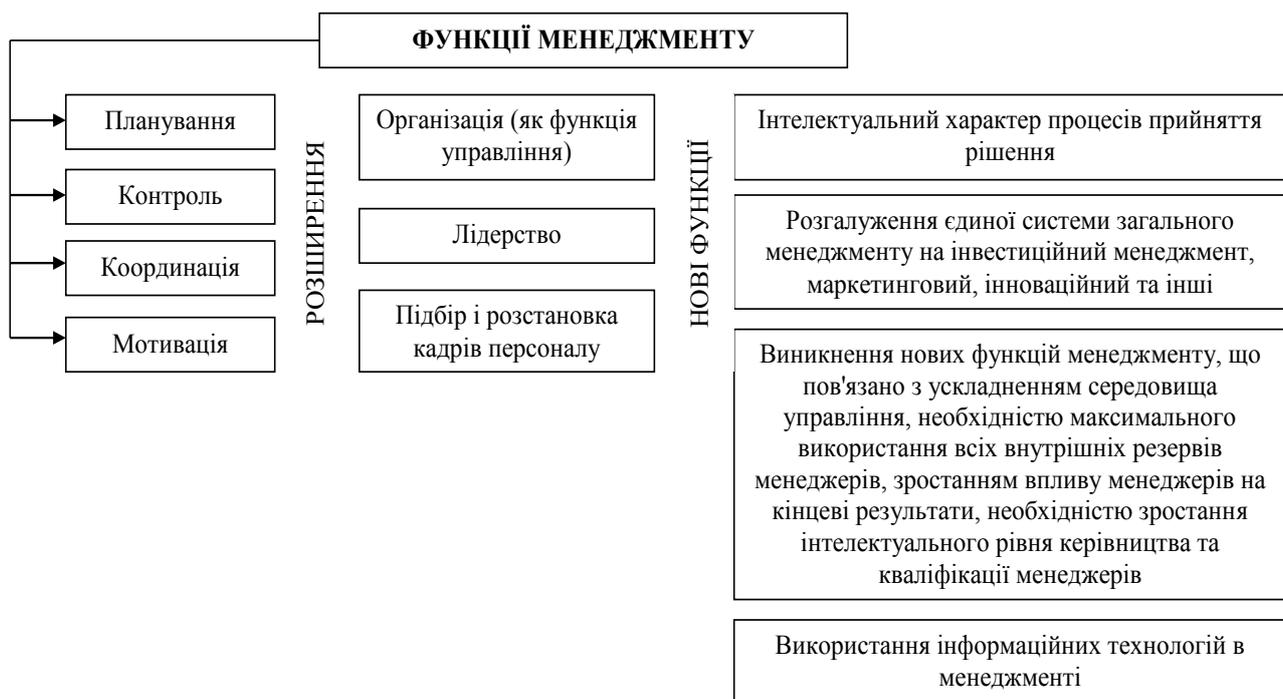 ФУНКЦІЇ МЕНЕДЖМЕНТУ
Планування
Контроль
Координація
Мотивація
РОЗШИРЕННЯ
Організація (як функція
управління)
Лідерство
Підбір і розстановка
кадрів персоналу
НОВІ ФУНКЦІЇ
Інтелектуальний характер процесів прийняття
рішення
Розгалуження єдиної системи загального
менеджменту на інвестиційний менеджмент,
маркетинговий, інноваційний та інші
Виникнення нових функцій менеджменту, що
пов'язано з ускладненням середовища
управління, необхідністю максимального
використання всіх внутрішніх резервів
менеджерів, зростанням впливу менеджерів на
кінцеві результати, необхідністю зростання
інтелектуального рівня керівництва та
кваліфікації менеджерів
Використання інформаційних технологій в
менеджменті